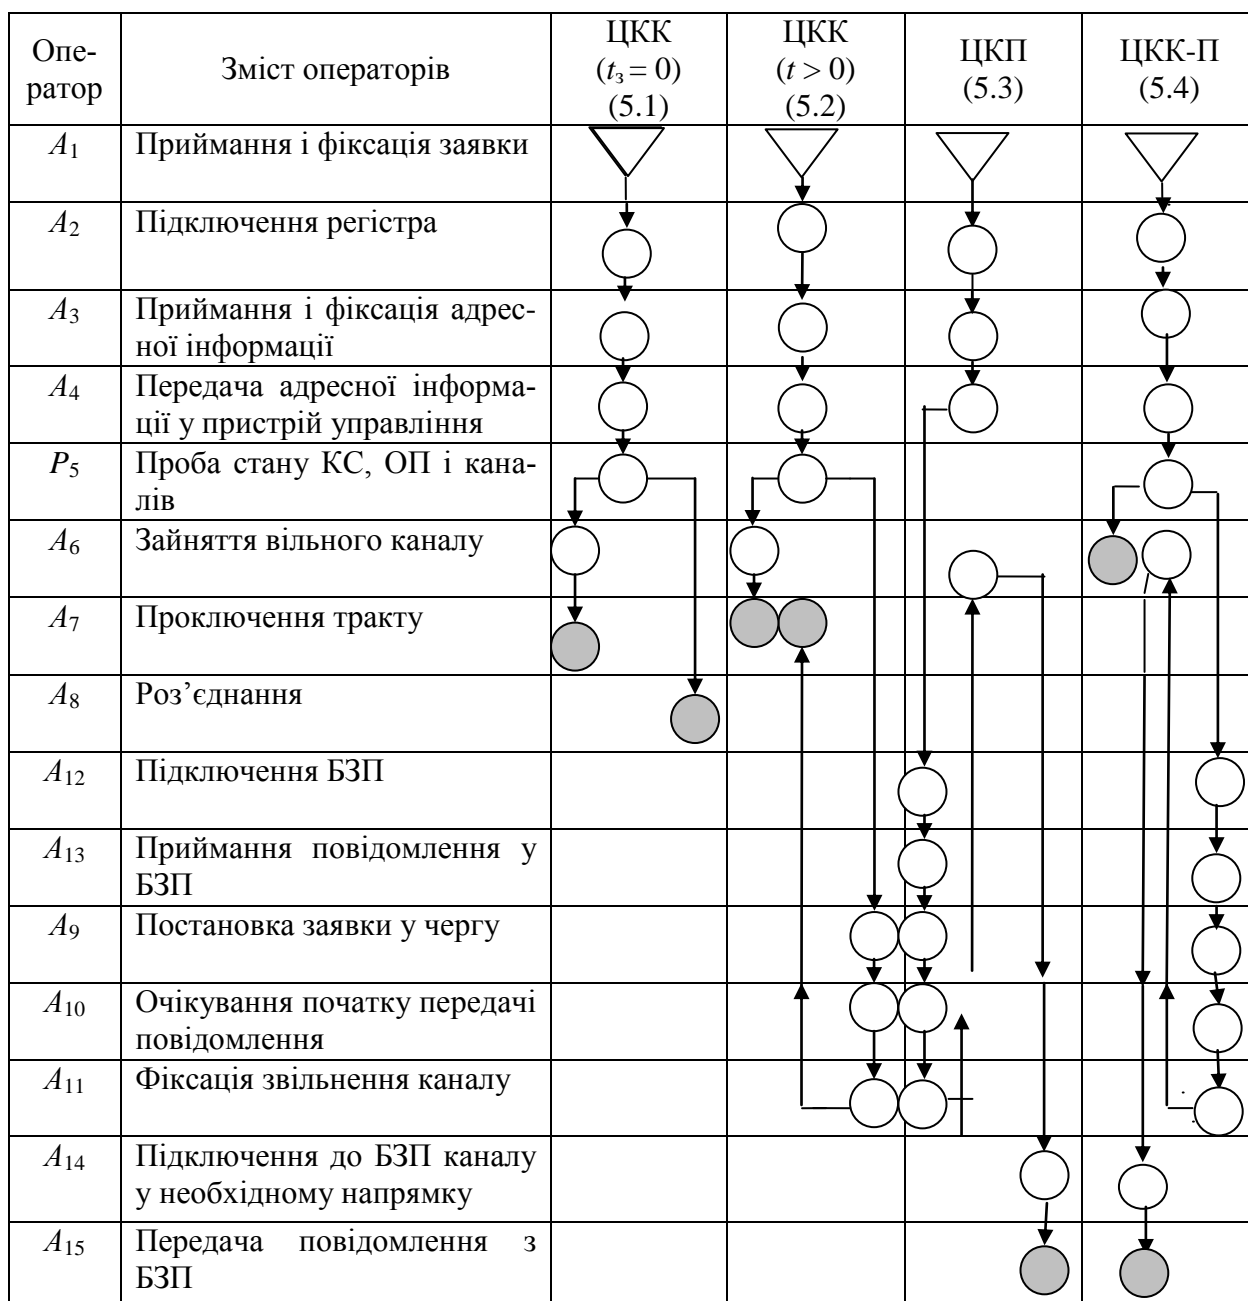 Опе-
ратор
Зміст операторів
ЦКК
(tз = 0)
(5.1)
ЦКК
(t > 0)
(5.2)
ЦКП
(5.3)
ЦКК-П
(5.4)
A1
Приймання і фіксація заявки
A2
Підключення регістра
A3
Приймання і фіксація адрес-
ної інформації
A4
Передача адресної інформа-
ції у пристрій управління
P5
Проба стану КС, ОП і кана-
лів
A6
Зайняття вільного каналу
A7
Проключення тракту
A8
Роз’єднання
A12
Підключення БЗП
A13
Приймання повідомлення у
БЗП
A9
Постановка заявки у чергу
A10
Очікування початку передачі
повідомлення
A11
Фіксація звільнення каналу
A14
Підключення до БЗП каналу
у необхідному напрямку
A15
Передача повідомлення з
БЗП